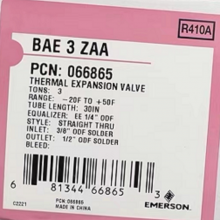 R410A
BAE 3 ZAA
PCN: 066865
THERMAL EXPANSION VALVE
TONS: 3
RANGE: -20F TO +50F
TUBE LENGTH: 30IN
EQUALIZER: EE 1/4" ODF
STYLE: STRAIGHT THRU
INLET: 3/8" ODF SOLDER
OUTLET: 1/2" ODF SOLDER
BLEED:
6 81344 66865 3
EMERSON
C2221
PCN 066865
MADE IN CHINA